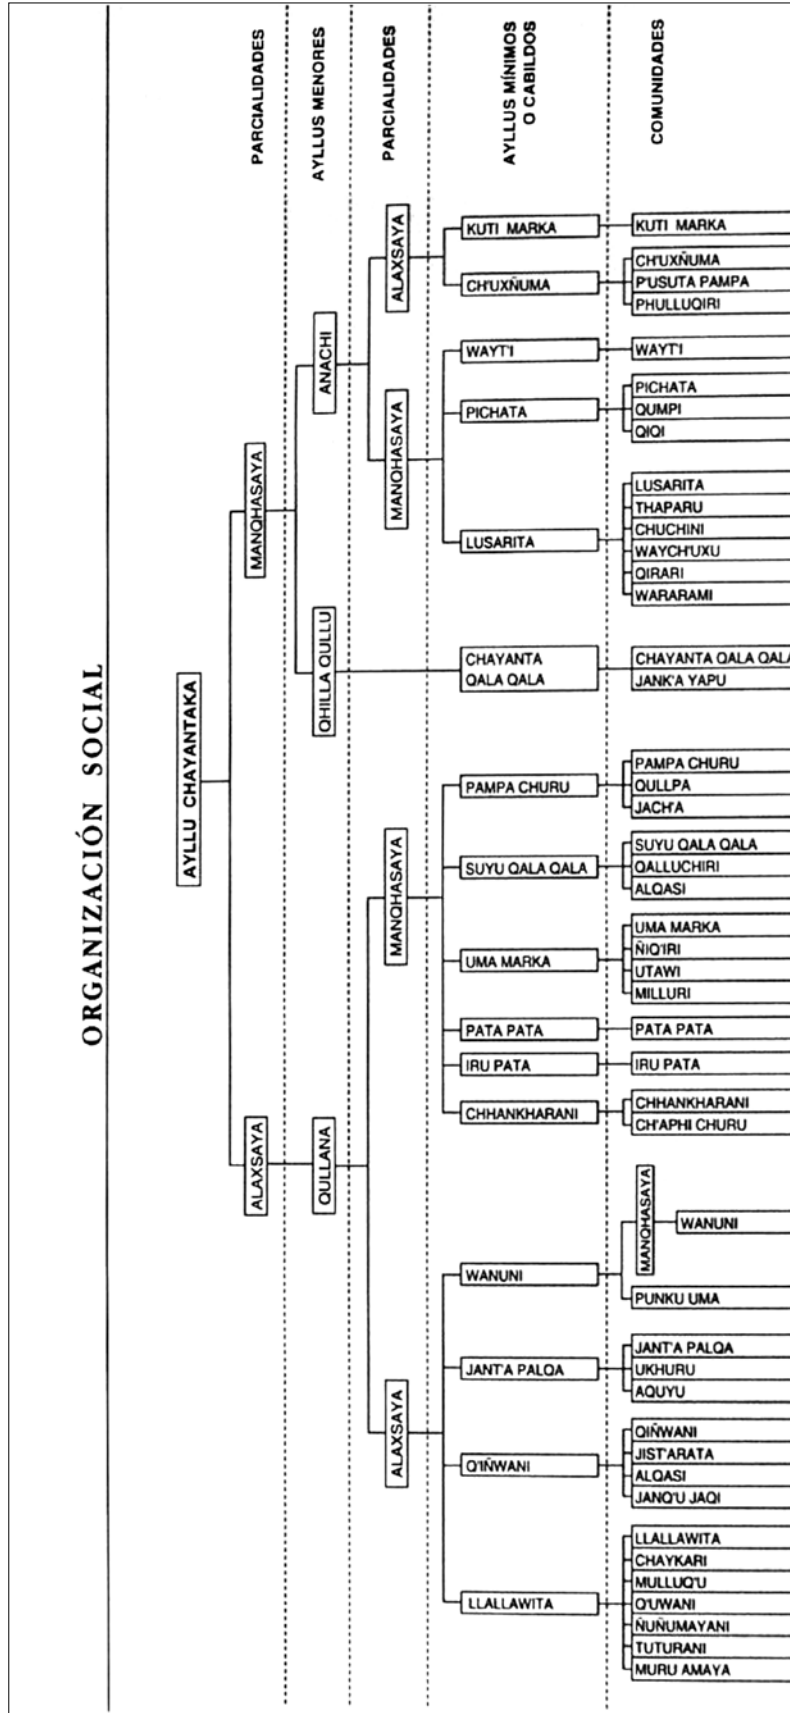 ORGANIZACIÓN SOCIAL
PARCIALIDADES
AYLLUS MENORES
PARCIALIDADES
AYLLUS MÍNIMOS
O CABILDOS
COMUNIDADES
AYLLU CHAYANTAKA
MANQHASAYA
ALAXSAYA
ANACHI
QHILLA QULLU
QULLANA
ALAXSAYA
MANQHASAYA
MANQHASAYA
ALAXSAYA
KUTI MARKA
KUTI MARKA
CH'UXÑUMA
CH'UXÑUMA
P'USUTA PAMPA
PHULLUQIRI
WAYT'I
WAYT'I
PICHATA
PICHATA
QUMPI
QIQI
LUSARITA
LUSARITA
THAPARU
CHUCHINI
WAYCH'UXU
QIRARI
WARARAMI
CHAYANTA
QALA QALA
CHAYANTA QALA QALA
JANK'A YAPU
PAMPA CHURU
PAMPA CHURU
QULLPA
JACH'A
SUYU QALA QALA
SUYU QALA QALA
QALLUCHIRI
ALQASI
UMA MARKA
UMA MARKA
ÑIQ'IRI
UTAWI
MILLURI
PATA PATA
PATA PATA
IRU PATA
IRU PATA
CHHANKHARANI
CHHANKHARANI
CH'APHI CHURU
WANUNI
MANQHASAYA
WANUNI
PUNKU UMA
JANT'A PALQA
JANT'A PALQA
UKHURU
AQUYU
Q'IÑWANI
QIÑWANI
JIST'ARATA
ALQASI
JANQ'U JAQI
LLALLAWITA
LLALLAWITA
CHAYKARI
MULLUQ'U
Q'UWANI
ÑUÑUMAYANI
TUTURANI
MURU AMAYA